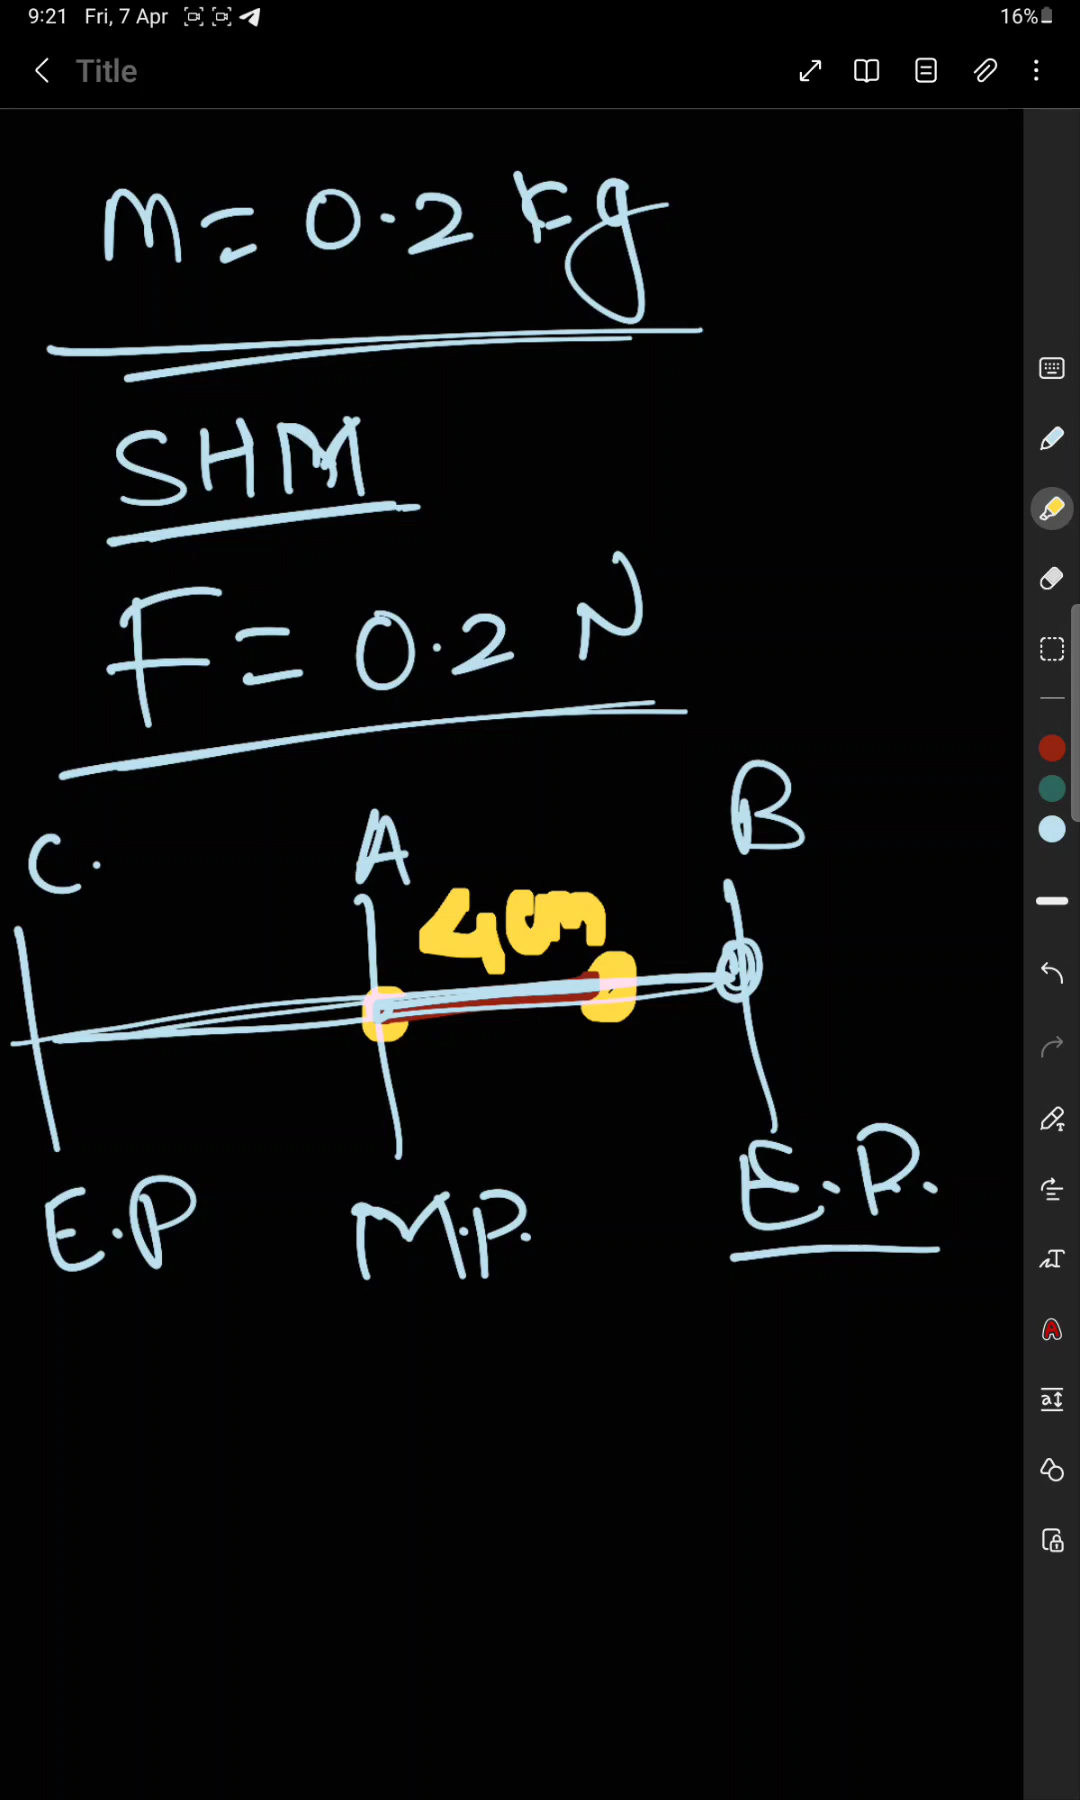 9:21 Fri, 7 Apr 16%
Title
M = 0.2 kg
SHM
F = 0.2 N
C. A B
4cm
E.P M.P. E.P.